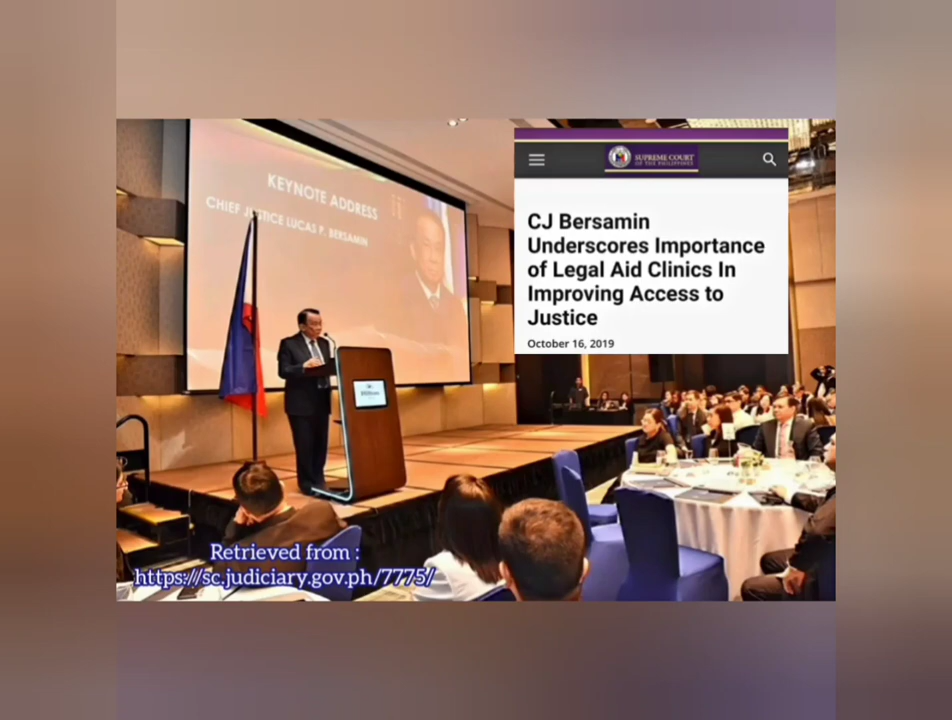 KEYNOTE ADDRESS
CHIEF JUSTICE LUCAS P. BERSAMIN
SUPREME COURT
OF THE PHILIPPINES
CJ Bersamin
Underscores Importance
of Legal Aid Clinics In
Improving Access to
Justice
October 16, 2019
Hilton
Retrieved from :
https://sc.judiciary.gov.ph/7775/